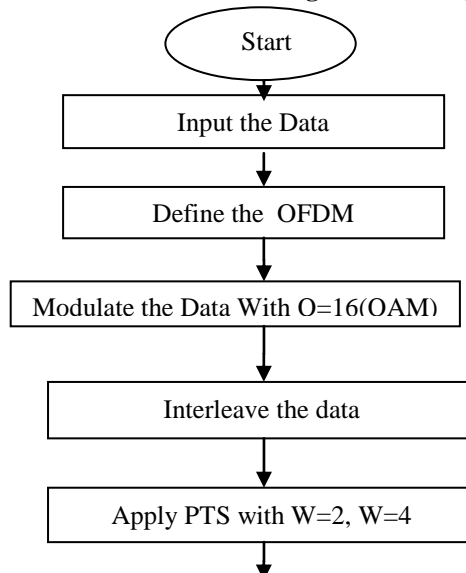 Start
Input the Data
Define the OFDM
Modulate the Data With O=16(OAM)
Interleave the data
Apply PTS with W=2, W=4